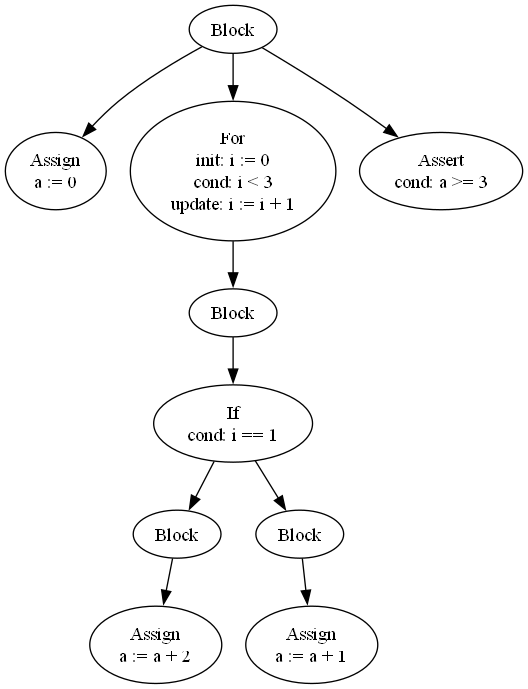 Block
Assign
a := 0
For
init: i := 0
cond: i < 3
update: i := i + 1
Assert
cond: a >= 3
Block
If
cond: i == 1
Block
Block
Assign
a := a + 2
Assign
a := a + 1